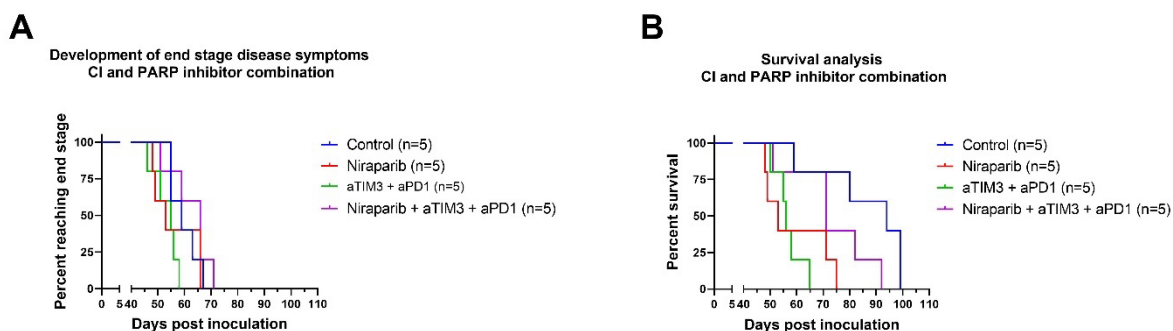 A
Development of end stage disease symptoms
CI and PARP inhibitor combination
Percent reaching end stage
100
75
50
25
0
0 5 40 50 60 70 80 90 100 110
Days post inoculation
Control (n=5)
Niraparib (n=5)
aTIM3 + aPD1 (n=5)
Niraparib + aTIM3 + aPD1 (n=5)
B
Survival analysis
CI and PARP inhibitor combination
Percent survival
100
75
50
25
0
0 5 40 50 60 70 80 90 100 110
Days post inoculation
Control (n=5)
Niraparib (n=5)
aTIM3 + aPD1 (n=5)
Niraparib + aTIM3 + aPD1 (n=5)